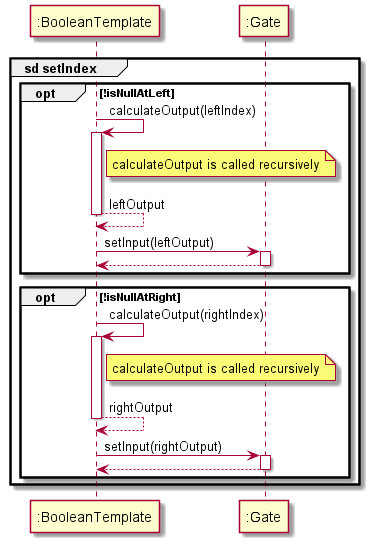 :BooleanTemplate :Gate
sd setIndex
opt [!isNullAtLeft]
calculateOutput(leftIndex)
calculateOutput is called recursively
leftOutput
setInput(leftOutput)
opt [!isNullAtRight]
calculateOutput(rightIndex)
calculateOutput is called recursively
rightOutput
setInput(rightOutput)
:BooleanTemplate :Gate